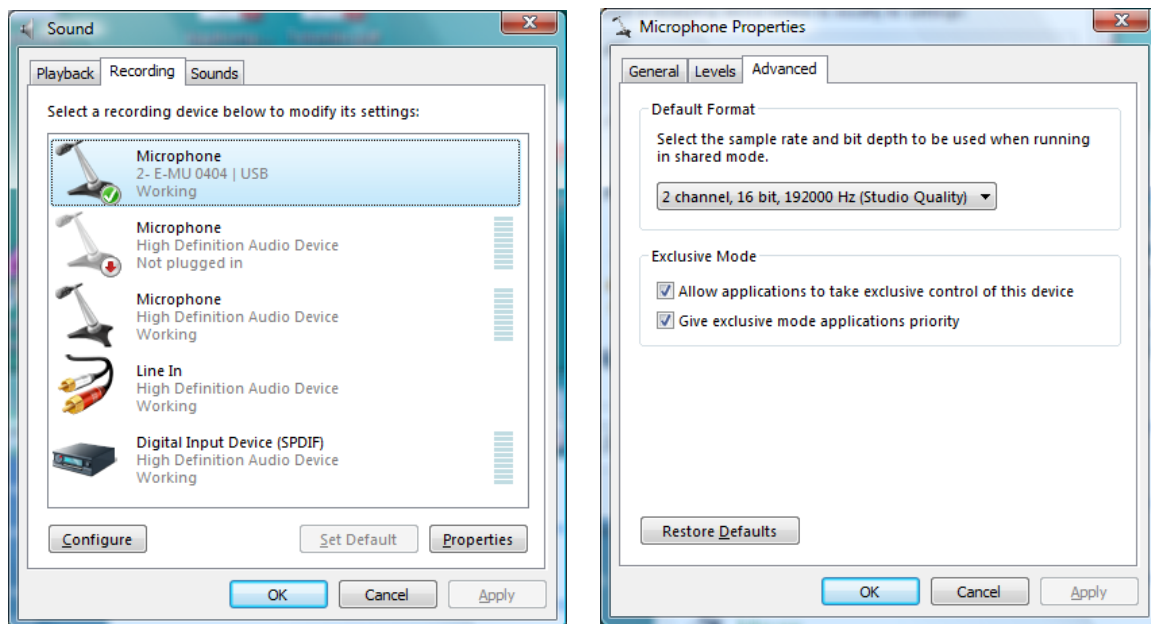 Sound
Playback Recording Sounds
Select a recording device below to modify its settings:
Microphone
2- E-MU 0404 | USB
Working
Microphone
High Definition Audio Device
Not plugged in
Microphone
High Definition Audio Device
Working
Line In
High Definition Audio Device
Working
Digital Input Device (SPDIF)
High Definition Audio Device
Working
Configure Set Default Properties
OK Cancel Apply
Microphone Properties
General Levels Advanced
Default Format
Select the sample rate and bit depth to be used when running
in shared mode.
2 channel, 16 bit, 192000 Hz (Studio Quality)
Exclusive Mode
Allow applications to take exclusive control of this device
Give exclusive mode applications priority
Restore Defaults
OK Cancel Apply